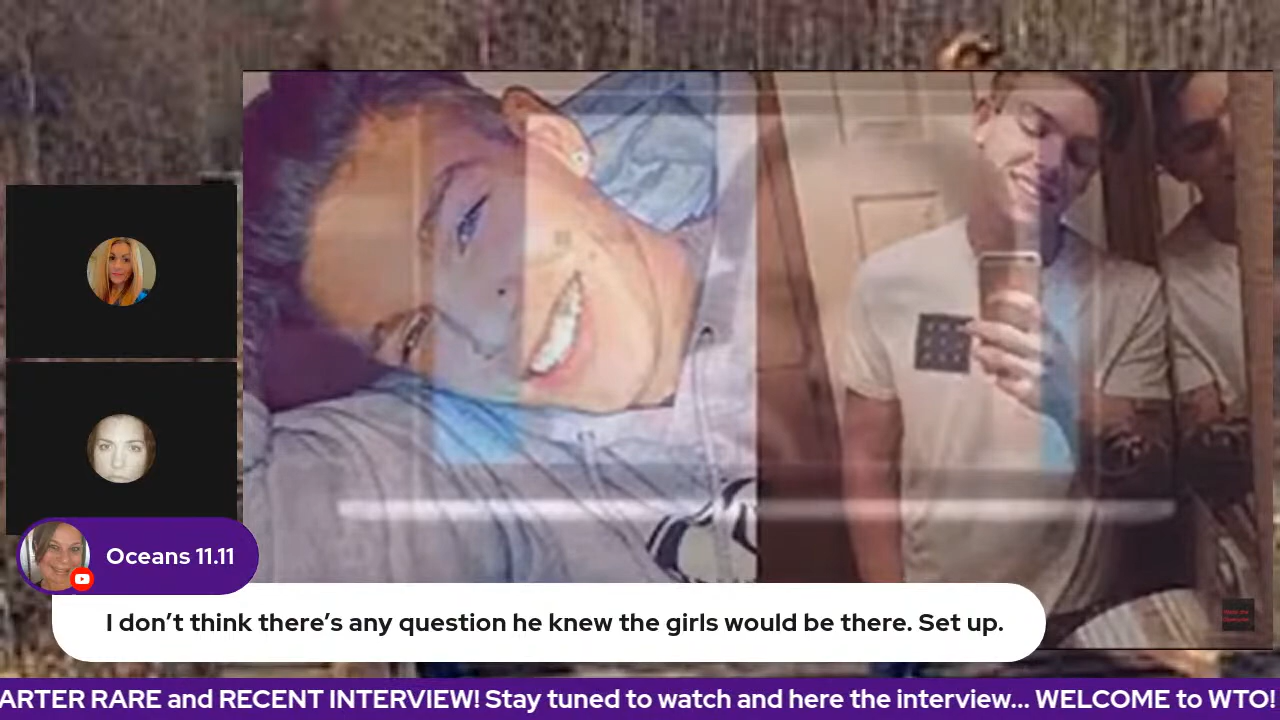 Oceans 11.11
I don't think there's any question he knew the girls would be there. Set up.
ARTER RARE and RECENT INTERVIEW! Stay tuned to watch and here the interview... WELCOME to WTO!